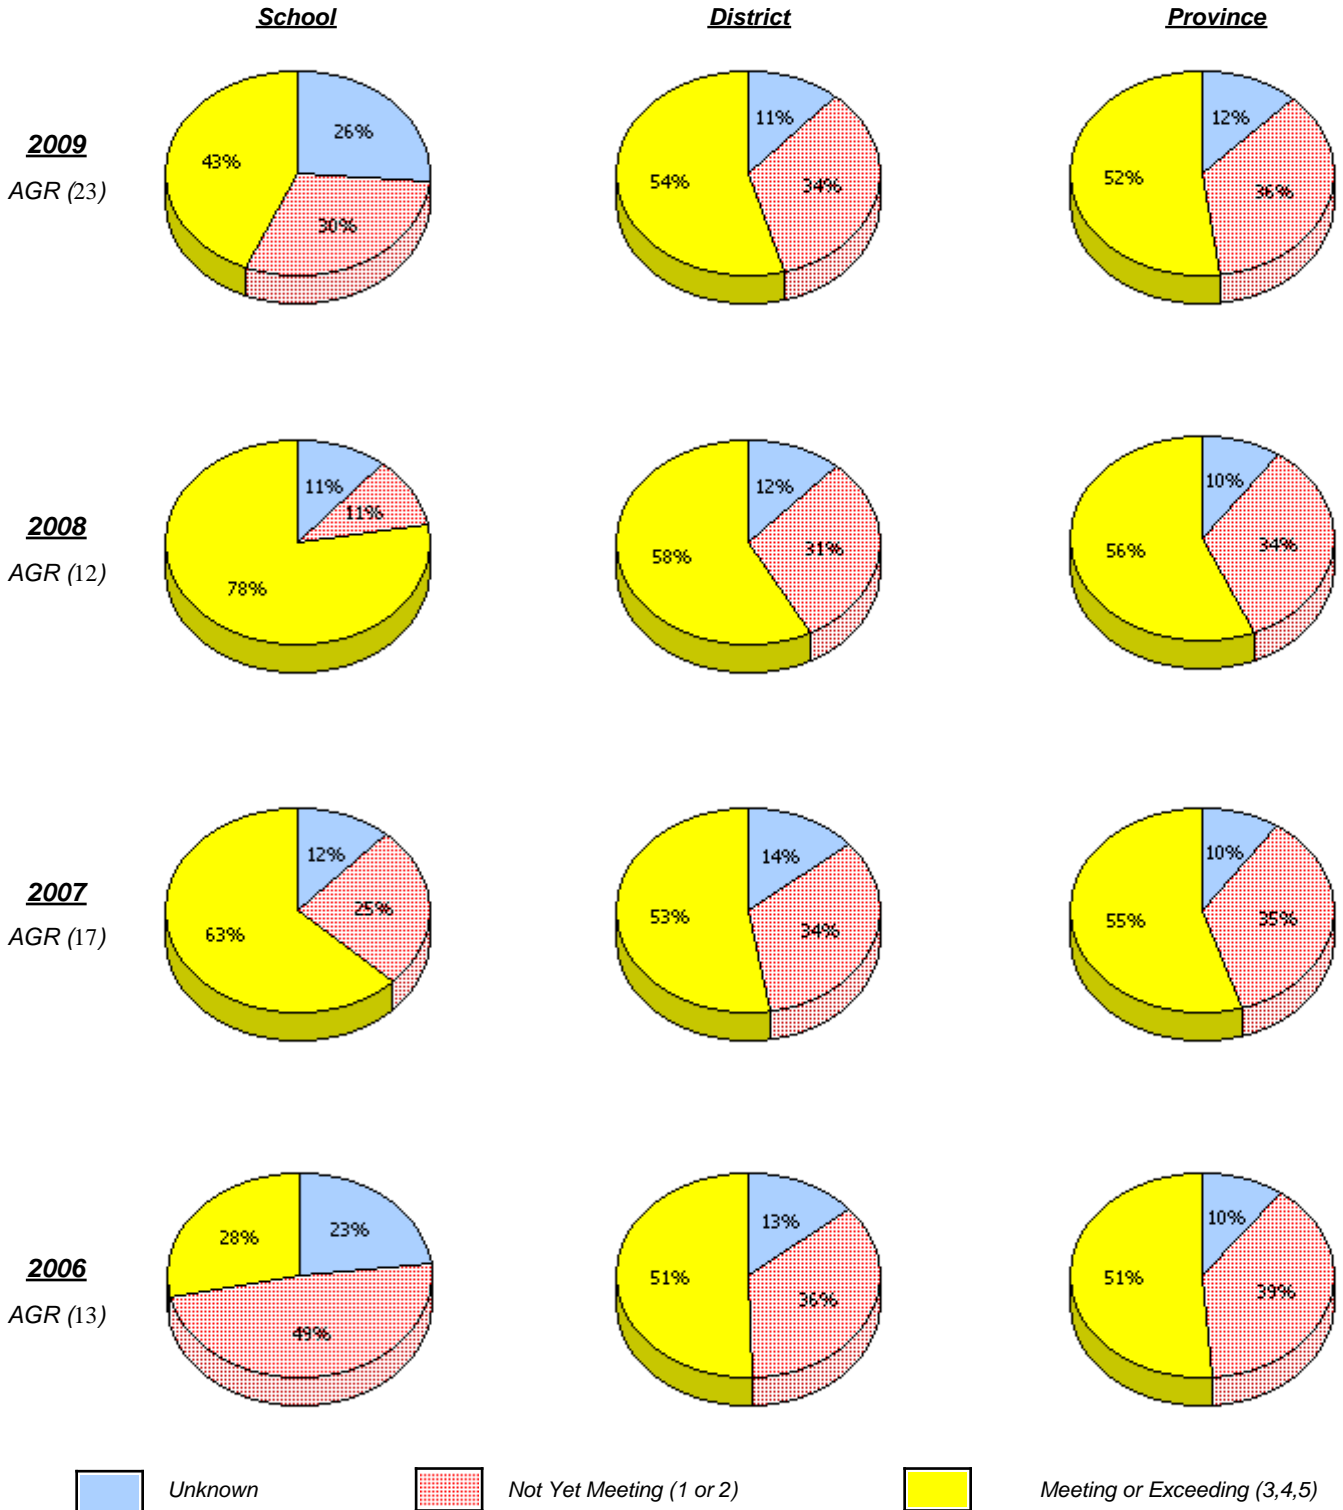 School District Province
26% 11% 12%
2009
43% 54% 34% 52% 36%
AGR (23)
30%
11% 12% 10%
2008
11% 58% 31% 56% 34%
AGR (12)
78%
12% 14% 10%
2007
63% 25% 53% 34% 55% 35%
AGR (17)
28% 23% 13% 10%
2006
51% 36% 51% 39%
AGR (13)
49%
Unknown Not Yet Meeting (1 or 2) Meeting or Exceeding (3,4,5)